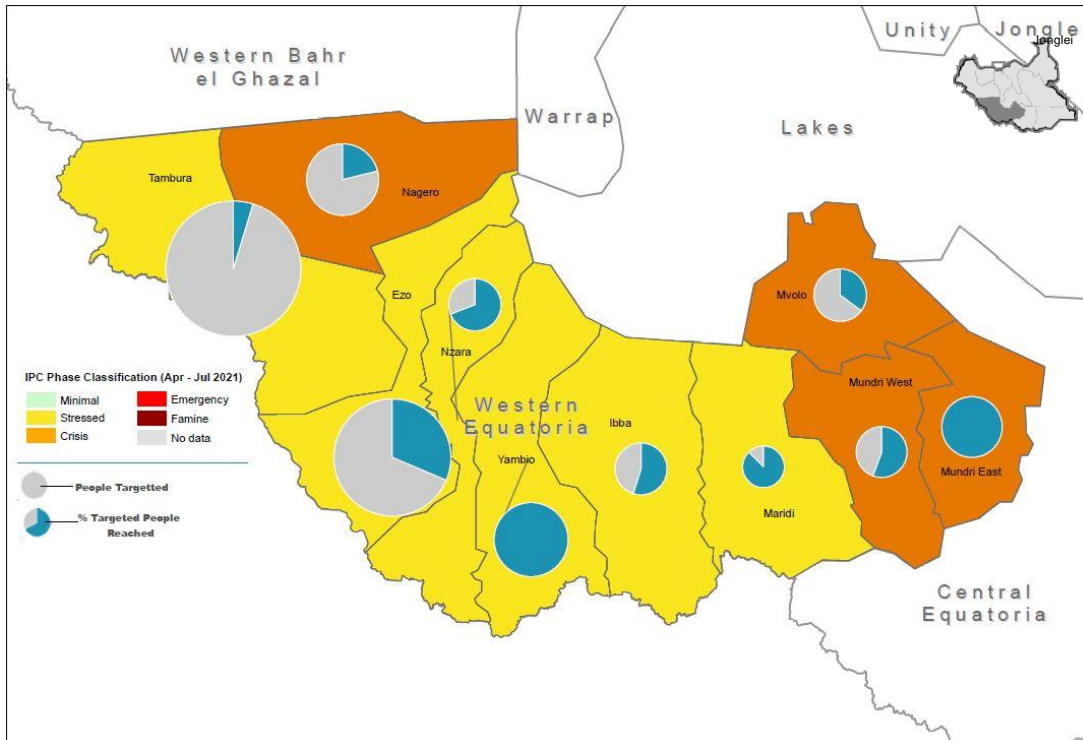 Western Bahr
el Ghazal
Unity
Jongle
Jonglei
Warrap
Lakes
Tambura
Nagero
Ezo
Mvolo
Nzara
Mundri West
IPC Phase Classification (Apr - Jul 2021)
Minimal
Emergency
Stressed
Famine
Crisis
No data
Western
Equatoria
Ibba
Yambio
Mundri East
People Targetted
% Targeted People
Reached
Maridi
Central
Equatoria